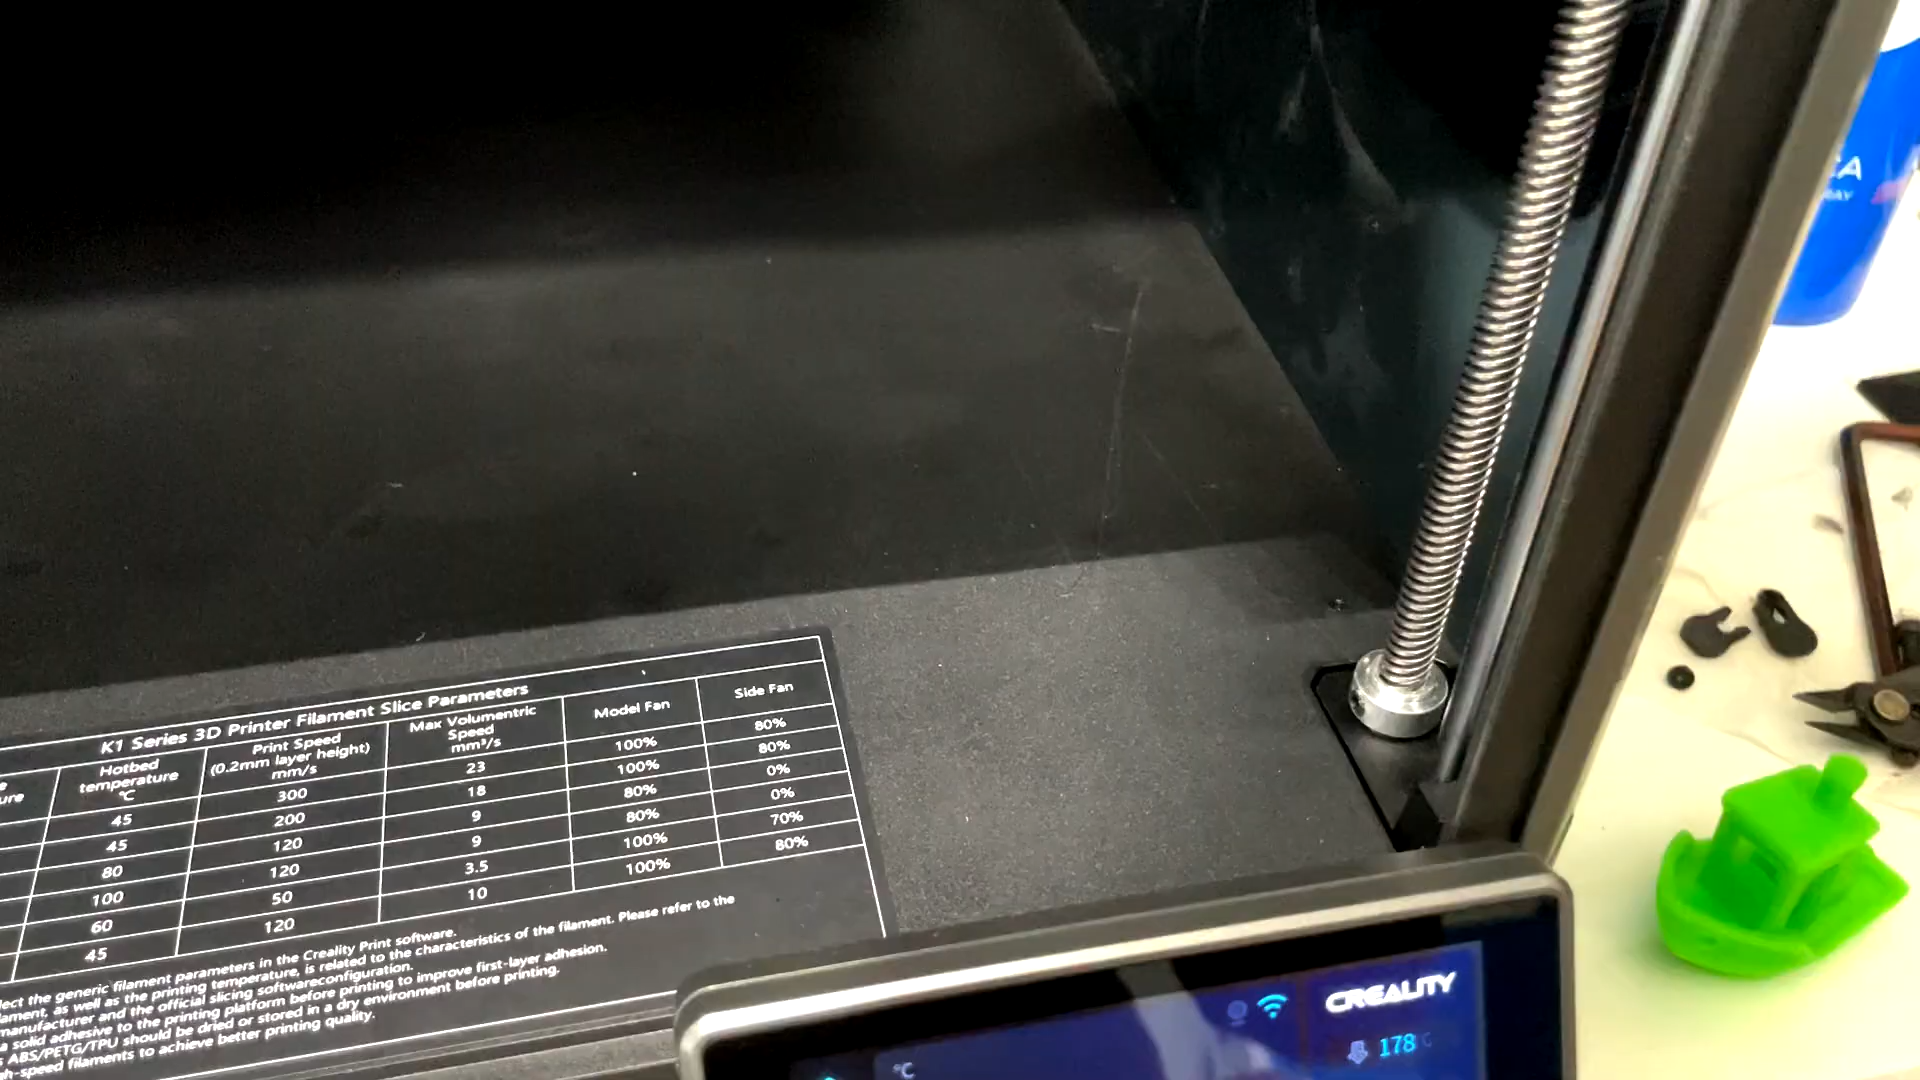 K1 Series 3D Printer Filament Slice Parameters
Hotbed temperature °C | Print Speed (0.2mm layer height) mm/s | Max Volumentric Speed mm³/s | Model Fan | Side Fan
45 | 300 | 23 | 100% | 80%
45 | 200 | 18 | 100% | 80%
80 | 120 | 9 | 80% | 0%
100 | 120 | 9 | 80% | 0%
60 | 50 | 3.5 | 100% | 70%
45 | 120 | 10 | 100% | 80%
the generic filament parameters in the Creality Print software.
as well as the printing temperature, is related to the characteristics of the filament. Please refer to the
manufacturer and the official slicing softwareconfiguration.
a solid adhesive to the printing platform before printing to improve first-layer adhesion.
ABS/PETG/TPU should be dried or stored in a dry environment before printing.
filaments to achieve better printing quality.
CREALITY
178
°C